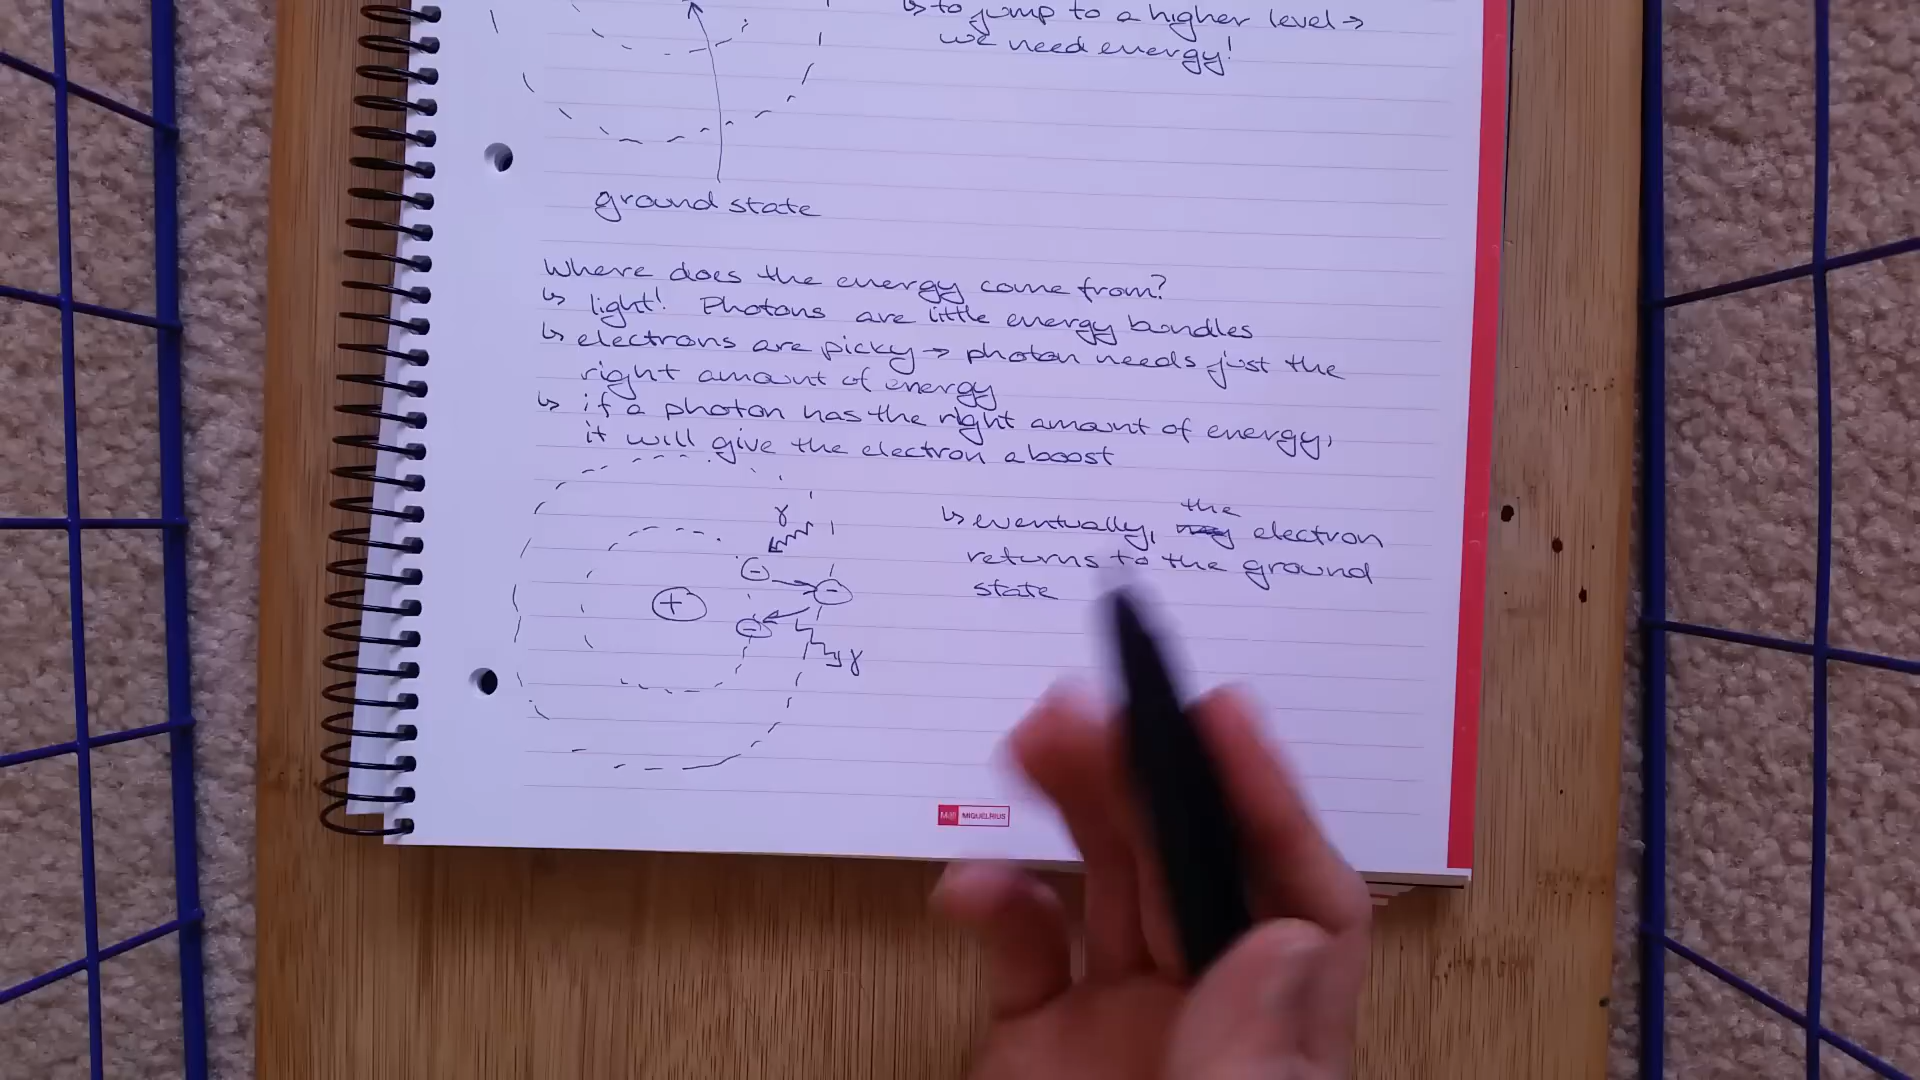 ↳ to jump to a higher level →
we need energy!
ground state
Where does the energy come from?
↳ light! Photons are little energy bundles
↳ electrons are picky → photon needs just the
right amount of energy
↳ if a photon has the right amount of energy,
it will give the electron a boost
γ
the
↳ eventually, electron
returns to the ground
state
−
−
+
−
γ
MIQUELRIUS